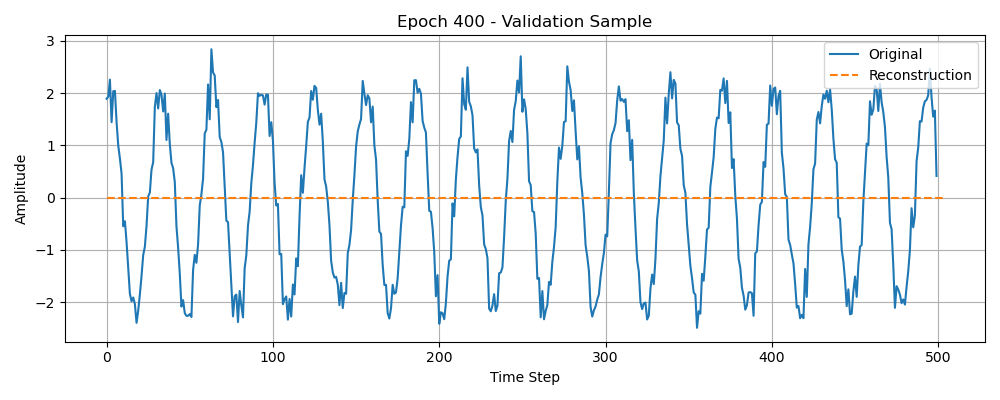 Epoch 400 - Validation Sample
Original
Reconstruction
3
2
1
0
−1
−2
Amplitude
0
100
200
300
400
500
Time Step